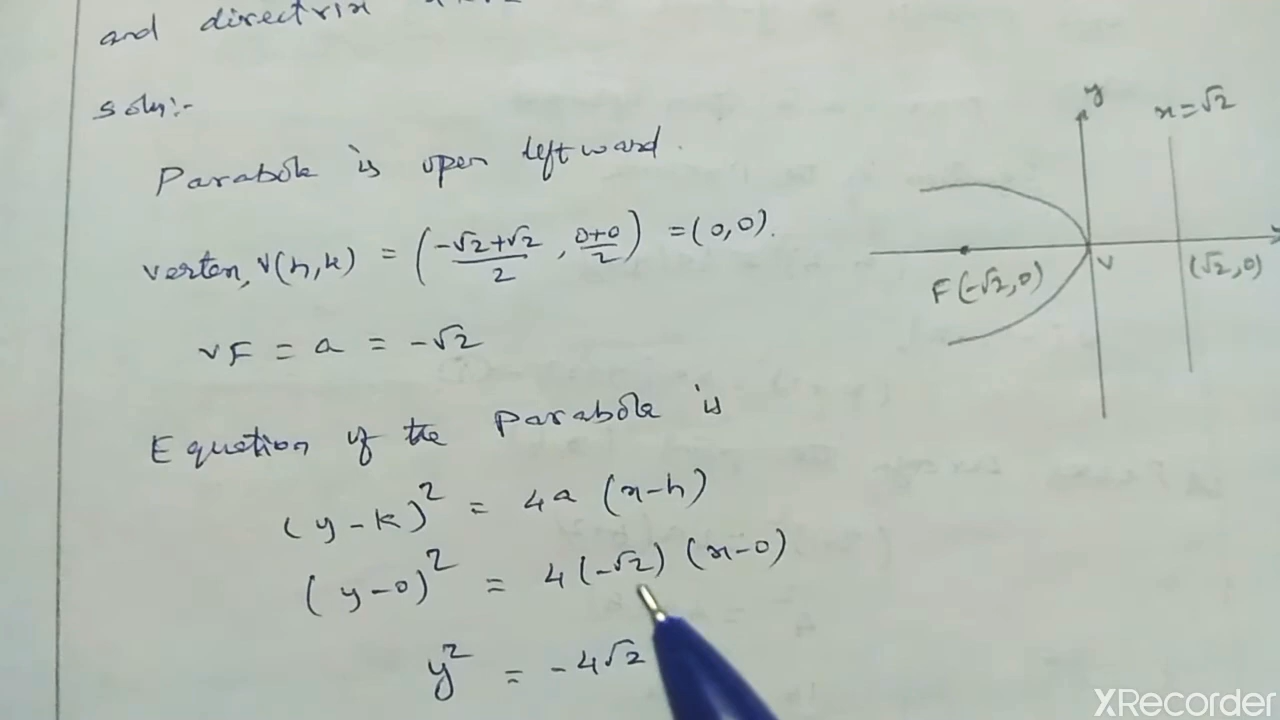 and directrix
soln:-
Parabola is open leftward.
vertex, V(h,k) = (-√2+√2/2, 0+0/2) = (0,0).
VF = a = -√2
Equation of the Parabola is
(y-k)² = 4a (x-h)
(y-0)² = 4(-√2) (x-0)
y² = -4√2
y
x=√2
F(-√2,0)
V
(√2,0)
XRecorder